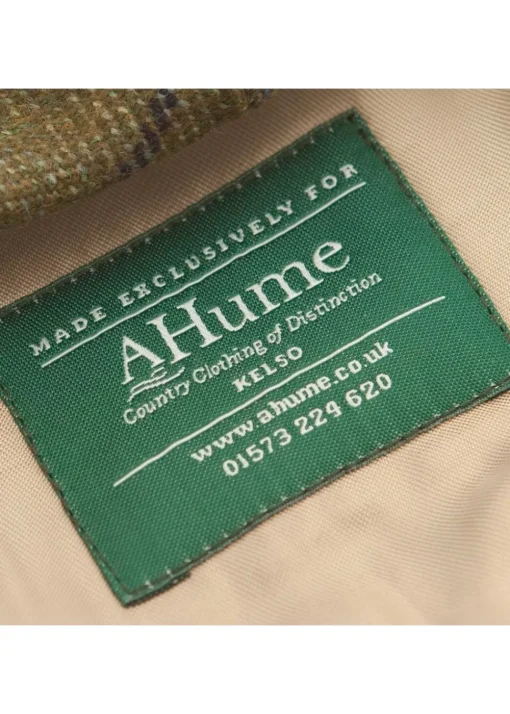 MADE EXCLUSIVELY FOR
AHume
Country Clothing of Distinction
KELSO
www.ahume.co.uk
01573 224 620